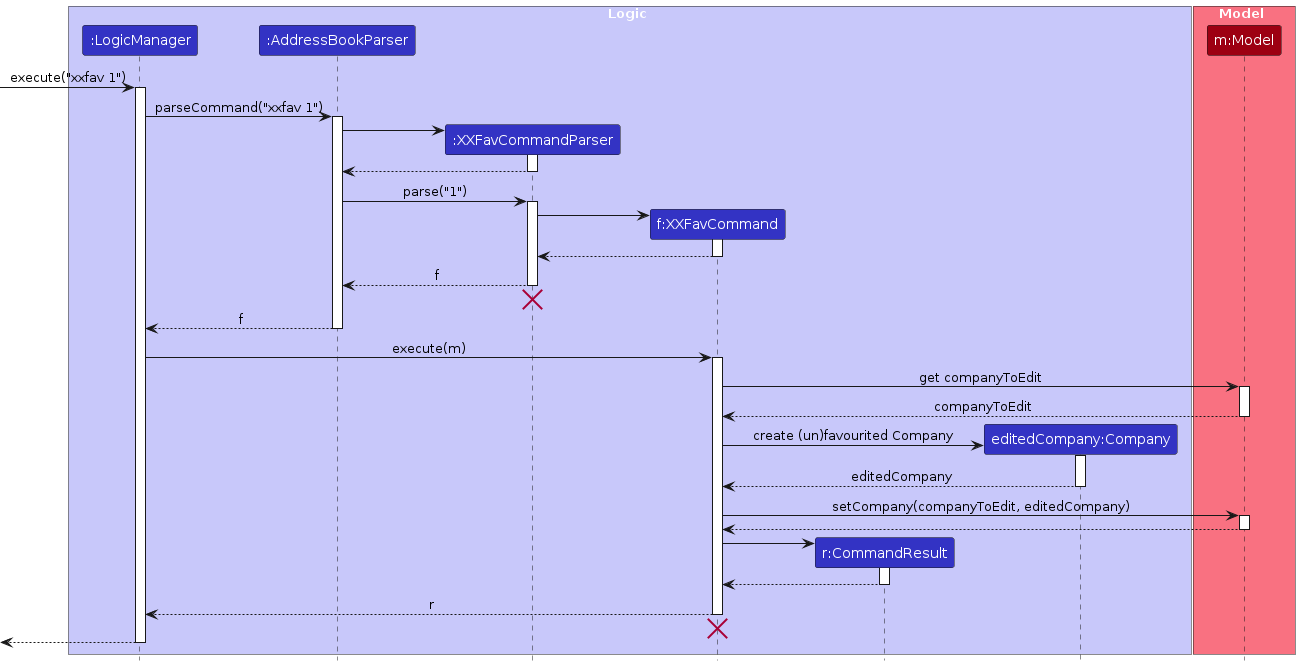 Logic
Model
:LogicManager
:AddressBookParser
m:Model
execute("xxfav 1")
parseCommand("xxfav 1")
:XXFavCommandParser
parse("1")
f:XXFavCommand
f
f
execute(m)
get companyToEdit
companyToEdit
create (un)favourited Company
editedCompany:Company
editedCompany
setCompany(companyToEdit, editedCompany)
r:CommandResult
r